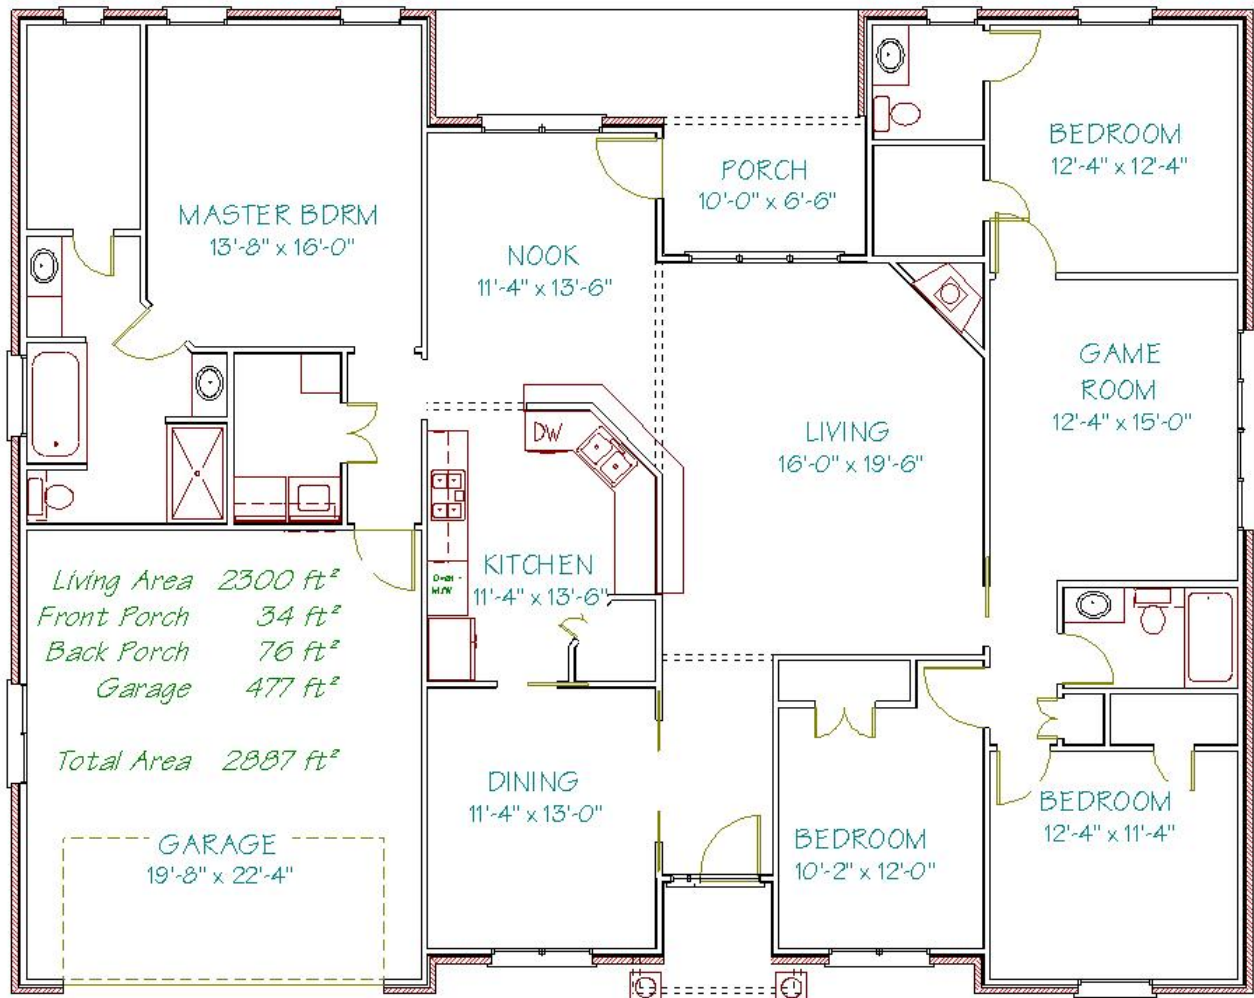 BEDROOM
12'-4" x 12'-4"
PORCH
10'-0" x 6'-6"
MASTER BDRM
13'-8" x 16'-0"
NOOK
11'-4" x 13'-6"
GAME
ROOM
12'-4" x 15'-0"
LIVING
16'-0" x 19'-6"
DW
KITCHEN
11'-4" x 13'-6"
Living Area 2300 ft²
Front Porch 34 ft²
Back Porch 76 ft²
Garage 477 ft²
Total Area 2887 ft²
DINING
11'-4" x 13'-0"
BEDROOM
12'-4" x 11'-4"
BEDROOM
10'-2" x 12'-0"
GARAGE
19'-8" x 22'-4"